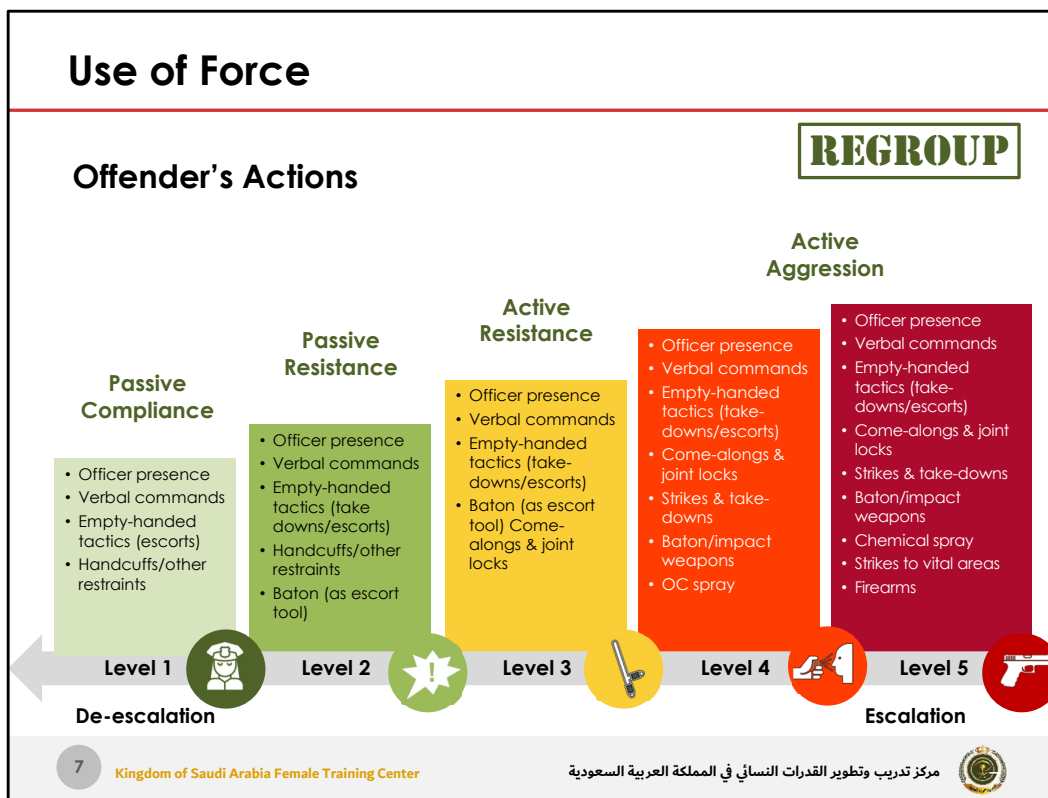 Use of Force
REGROUP
Offender’s Actions
Passive
Compliance
• Officer presence
• Verbal commands
• Empty-handed
tactics (escorts)
• Handcuffs/other
restraints
Passive
Resistance
• Officer presence
• Verbal commands
• Empty-handed
tactics (take
downs/escorts)
• Handcuffs/other
restraints
• Baton (as escort
tool)
Active
Resistance
• Officer presence
• Verbal commands
• Empty-handed
tactics (take-
downs/escorts)
• Baton (as escort
tool) Come-
alongs & joint
locks
Active
Aggression
• Officer presence
• Verbal commands
• Empty-handed
tactics (take-
downs/escorts)
• Come-alongs &
joint locks
• Strikes & take-
downs
• Baton/impact
weapons
• OC spray
• Officer presence
• Verbal commands
• Empty-handed
tactics (take-
downs/escorts)
• Come-alongs & joint
locks
• Strikes & take-downs
• Baton/impact
weapons
• Chemical spray
• Strikes to vital areas
• Firearms
Level 1
Level 2
Level 3
Level 4
Level 5
De-escalation
Escalation
7
Kingdom of Saudi Arabia Female Training Center
مركز تدريب وتطوير القدرات النسائي في المملكة العربية السعودية